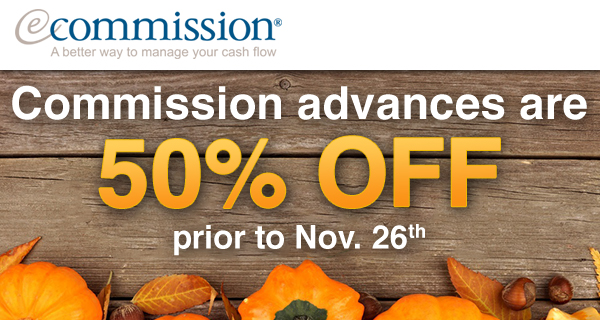 ecommission®
A better way to manage your cash flow
Commission advances are
50% OFF
prior to Nov. 26th